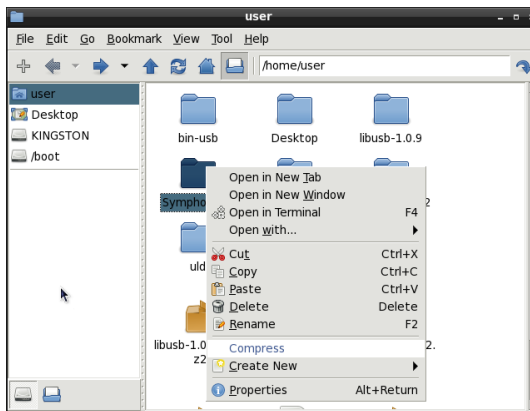 user
File Edit Go Bookmark View Tool Help
/home/user
user
Desktop
KINGSTON
/boot
bin-usb Desktop libusb-1.0.9
Sympho
2
uld
libusb-1.0
z2
2.
Open in New Tab
Open in New Window
Open in Terminal F4
Open with...
Cut Ctrl+X
Copy Ctrl+C
Paste Ctrl+V
Delete Delete
Rename F2
Compress
Create New
Properties Alt+Return